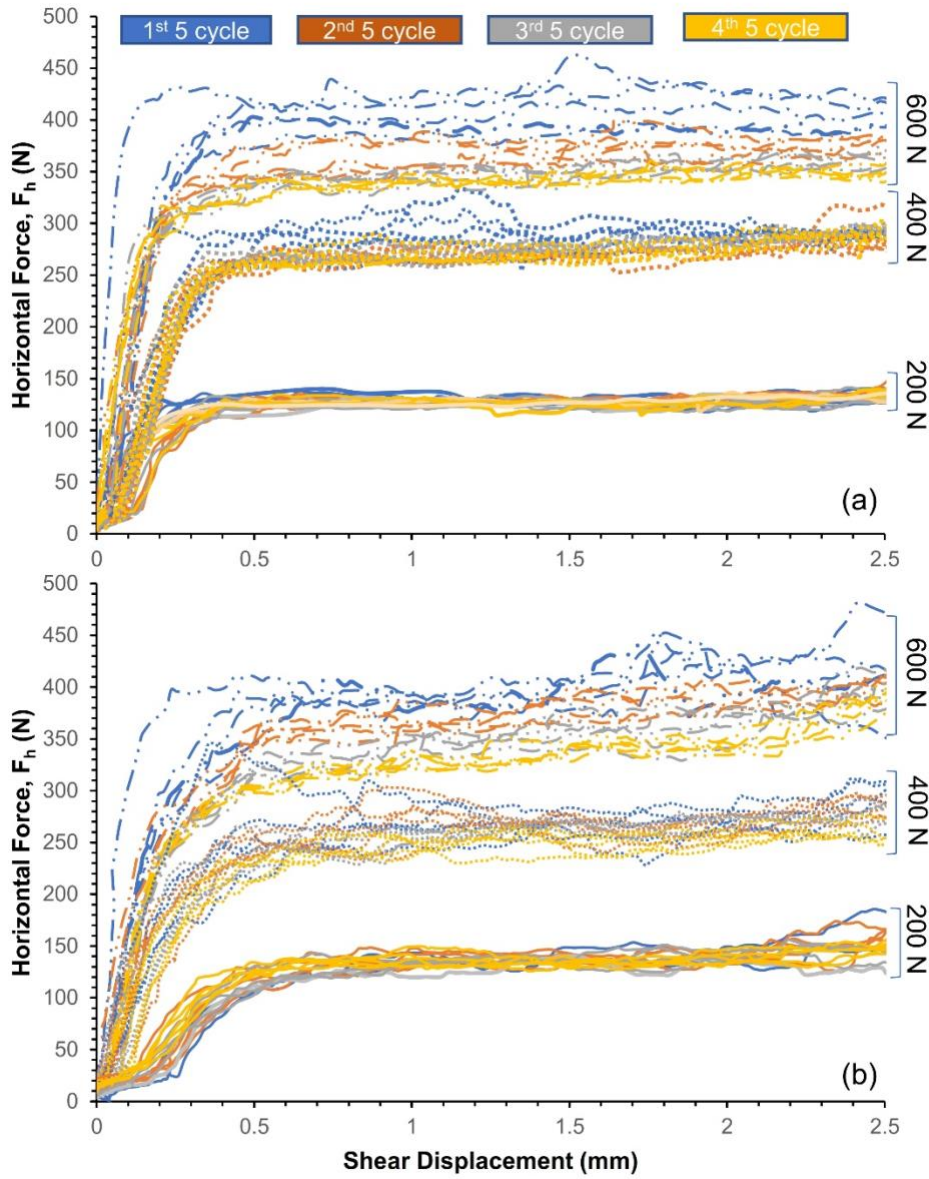 1st 5 cycle 2nd 5 cycle 3rd 5 cycle 4th 5 cycle
Horizontal Force, Fh (N)
500
450
400
350
300
250
200
150
100
50
0
600 N
400 N
200 N
(a)
0 0.5 1 1.5 2 2.5
Horizontal Force, Fh (N)
500
450
400
350
300
250
200
150
100
50
0
600 N
400 N
200 N
(b)
0 0.5 1 1.5 2 2.5
Shear Displacement (mm)